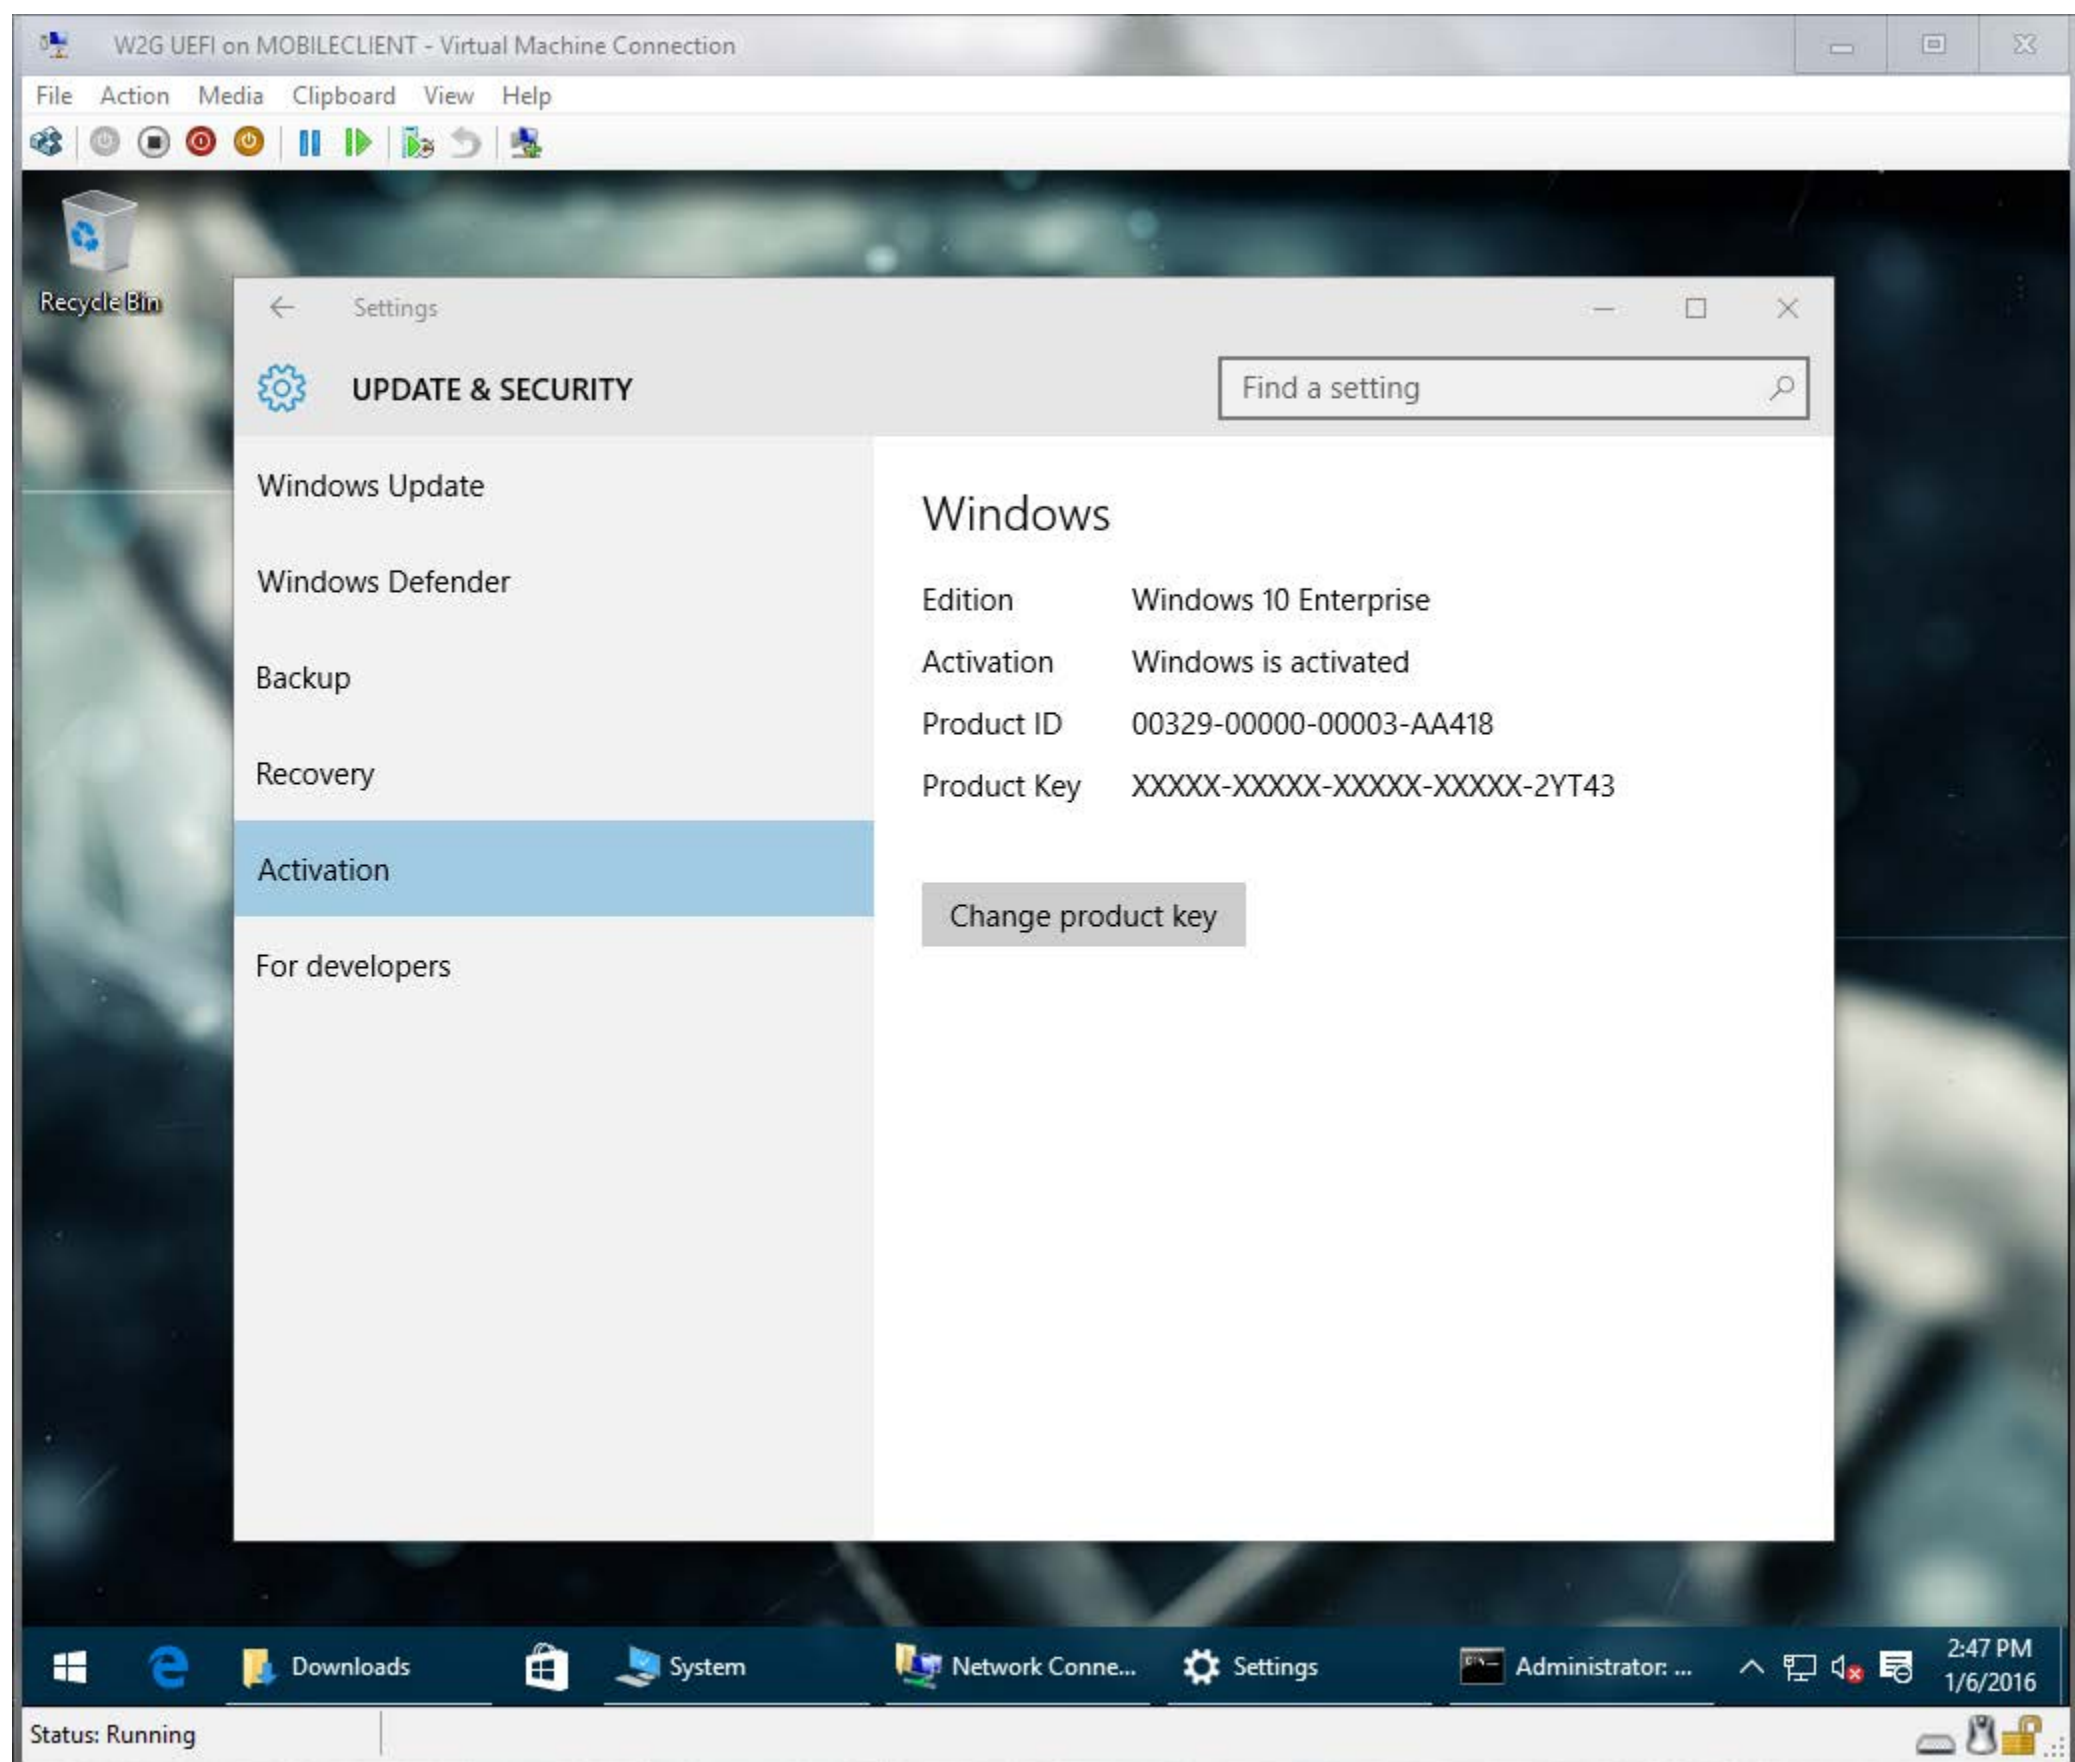 W2G UEFI on MOBILECLIENT - Virtual Machine Connection
File Action Media Clipboard View Help
Recycle Bin
Settings
UPDATE & SECURITY
Find a setting
Windows Update
Windows Defender
Backup
Recovery
Activation
For developers
Windows
Edition Windows 10 Enterprise
Activation Windows is activated
Product ID 00329-00000-00003-AA418
Product Key XXXXX-XXXXX-XXXXX-XXXXX-2YT43
Change product key
Downloads System Network Conne... Settings Administrator: ... 2:47 PM
1/6/2016
Status: Running